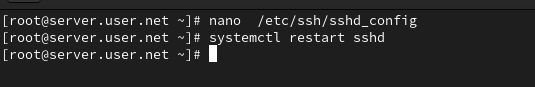 [root@server.user.net ~]# nano  /etc/ssh/sshd_config
[root@server.user.net ~]# systemctl restart sshd
[root@server.user.net ~]#